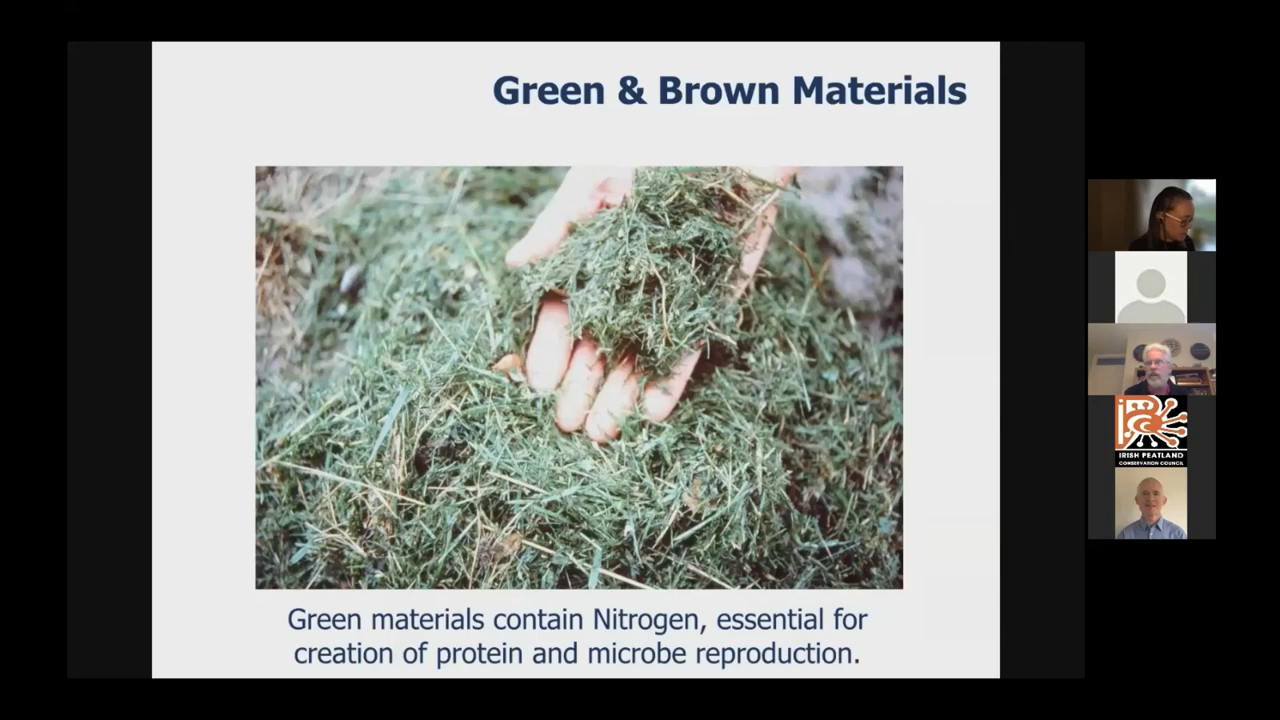 Green & Brown Materials
Green materials contain Nitrogen, essential for
creation of protein and microbe reproduction.
IPCC
IRISH PEATLAND
CONSERVATION COUNCIL